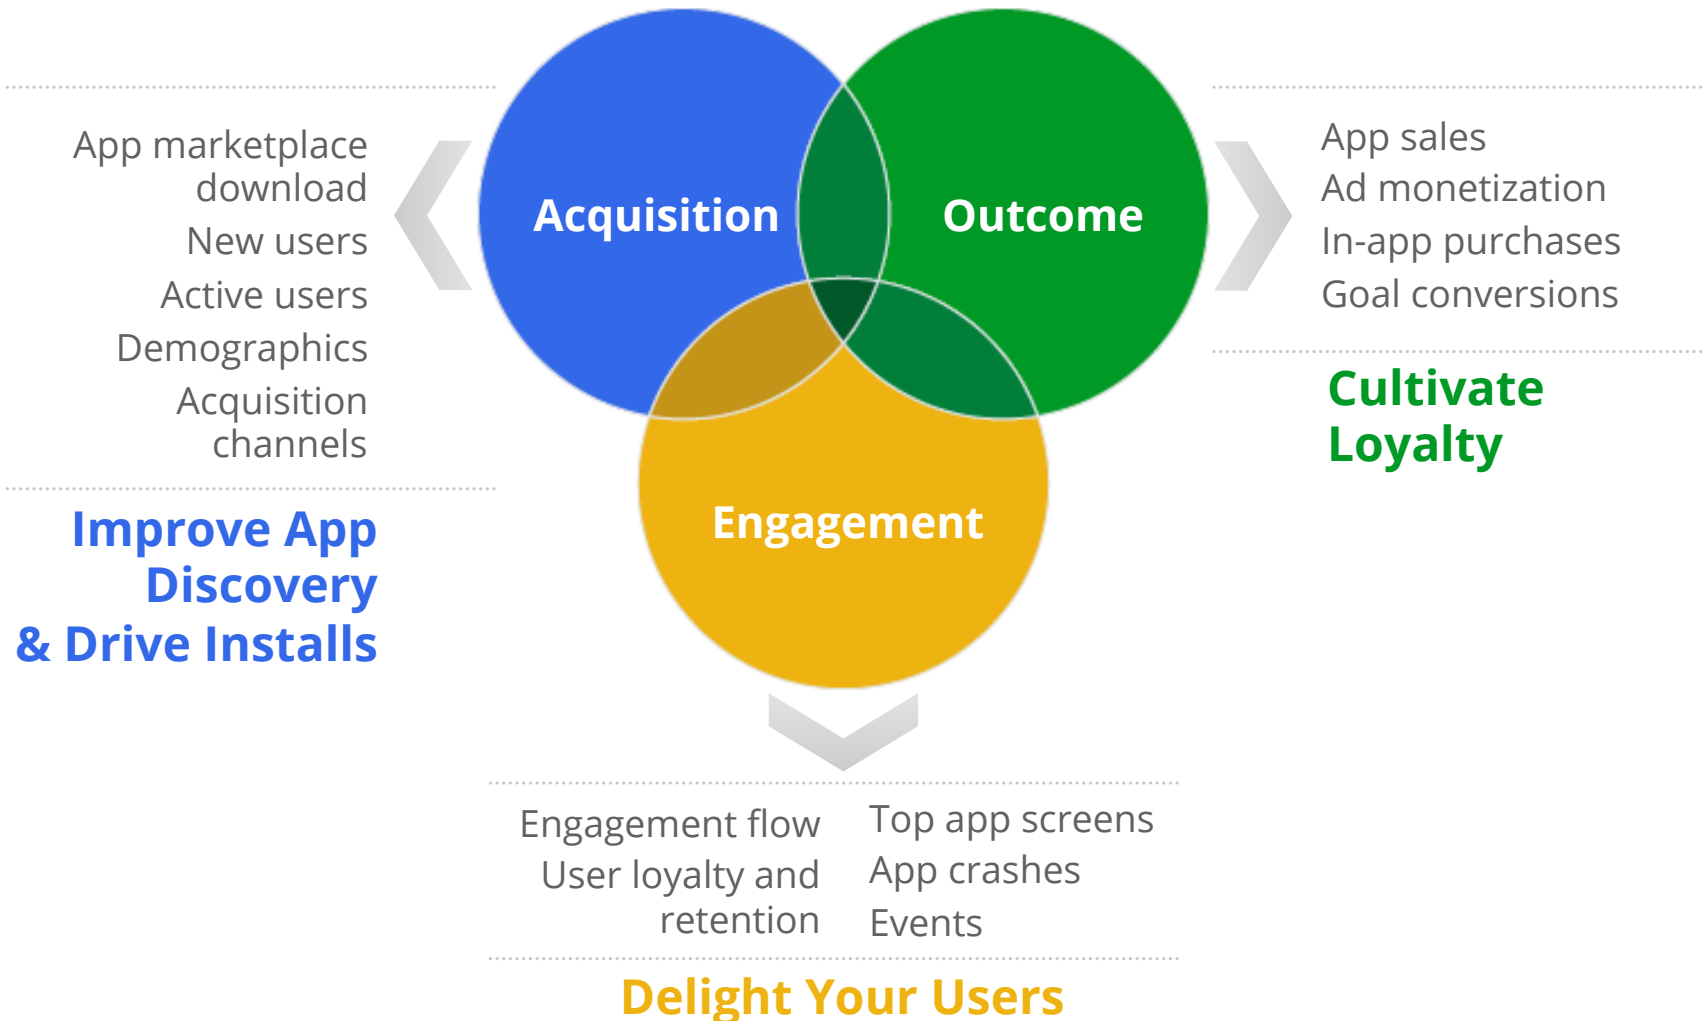 Acquisition
Outcome
Engagement
App marketplace
download
New users
Active users
Demographics
Acquisition
channels
Improve App
Discovery
& Drive Installs
App sales
Ad monetization
In-app purchases
Goal conversions
Cultivate
Loyalty
Engagement flow
User loyalty and
retention
Top app screens
App crashes
Events
Delight Your Users